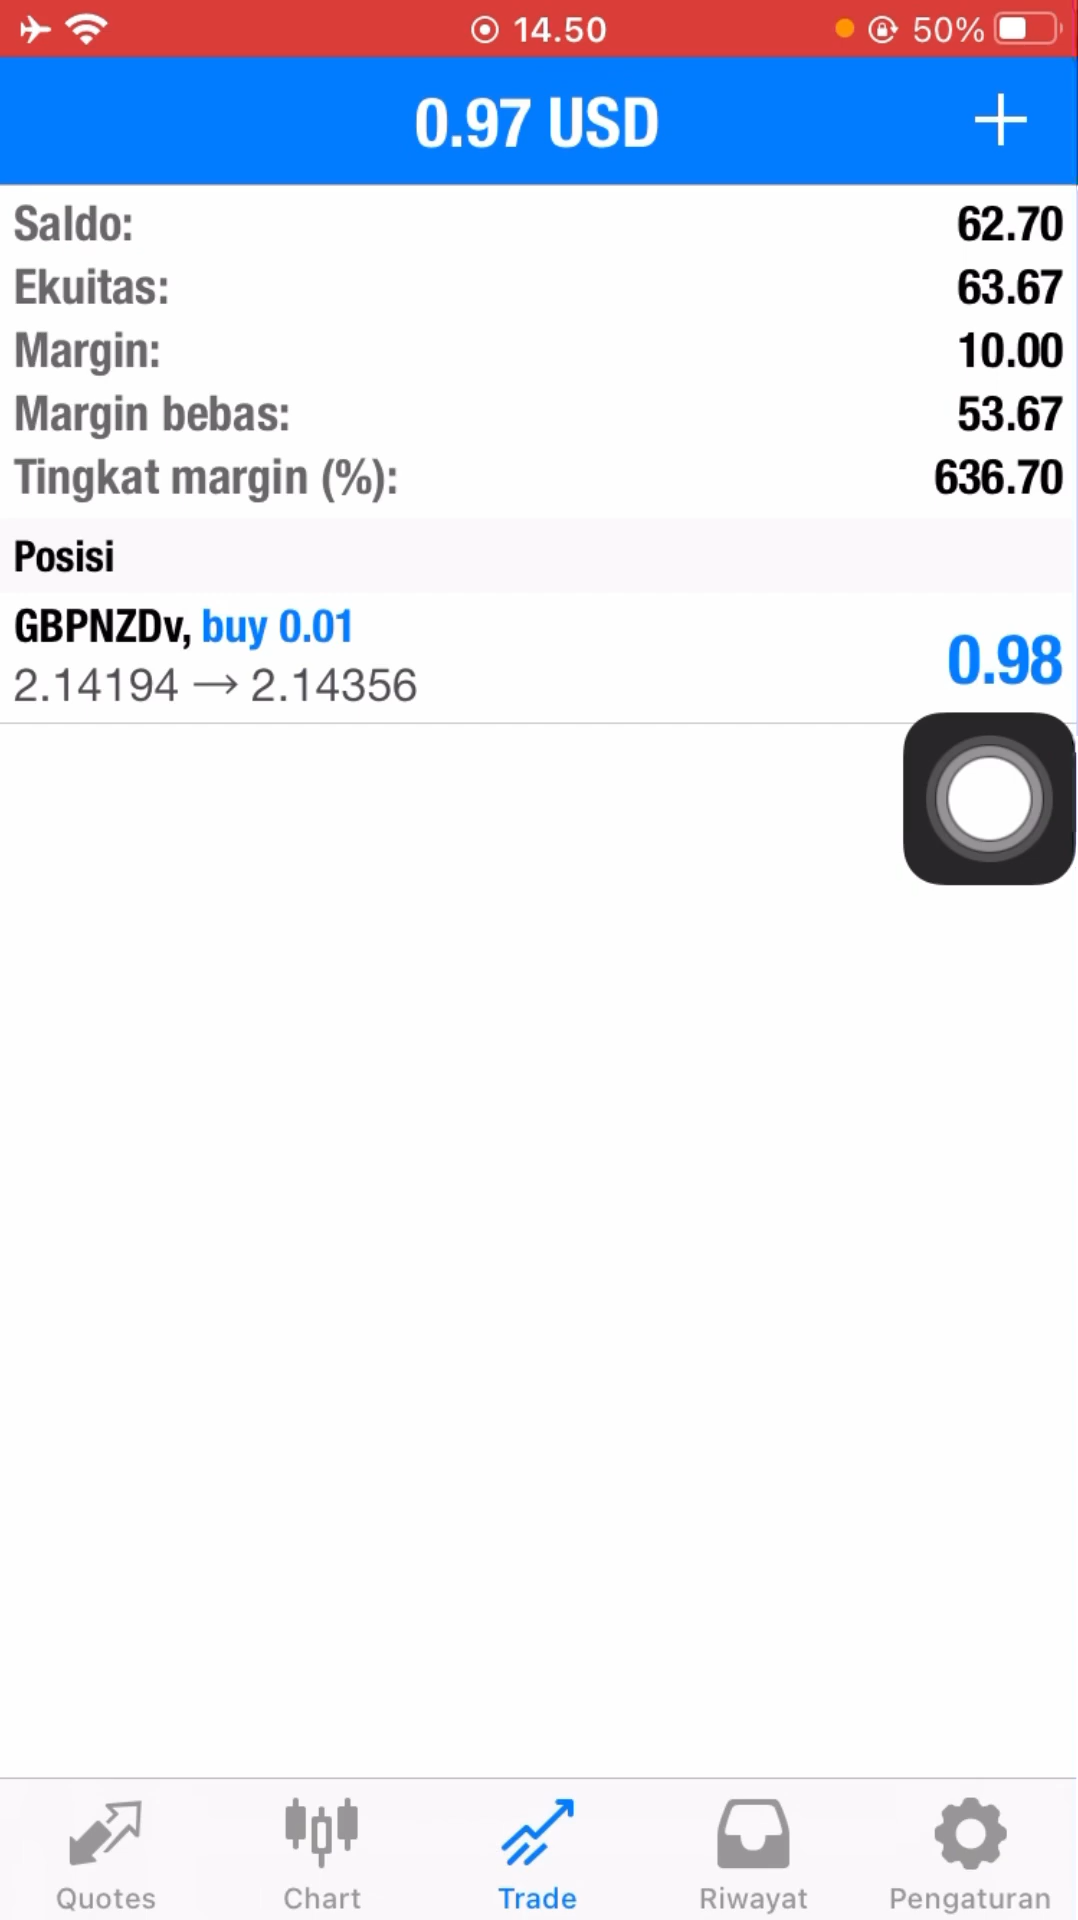 14.50 50%
0.97 USD +
Saldo: 62.70
Ekuitas: 63.67
Margin: 10.00
Margin bebas: 53.67
Tingkat margin (%): 636.70
Posisi
GBPNZDv, buy 0.01
2.14194 → 2.14356 0.98
Quotes Chart Trade Riwayat Pengaturan